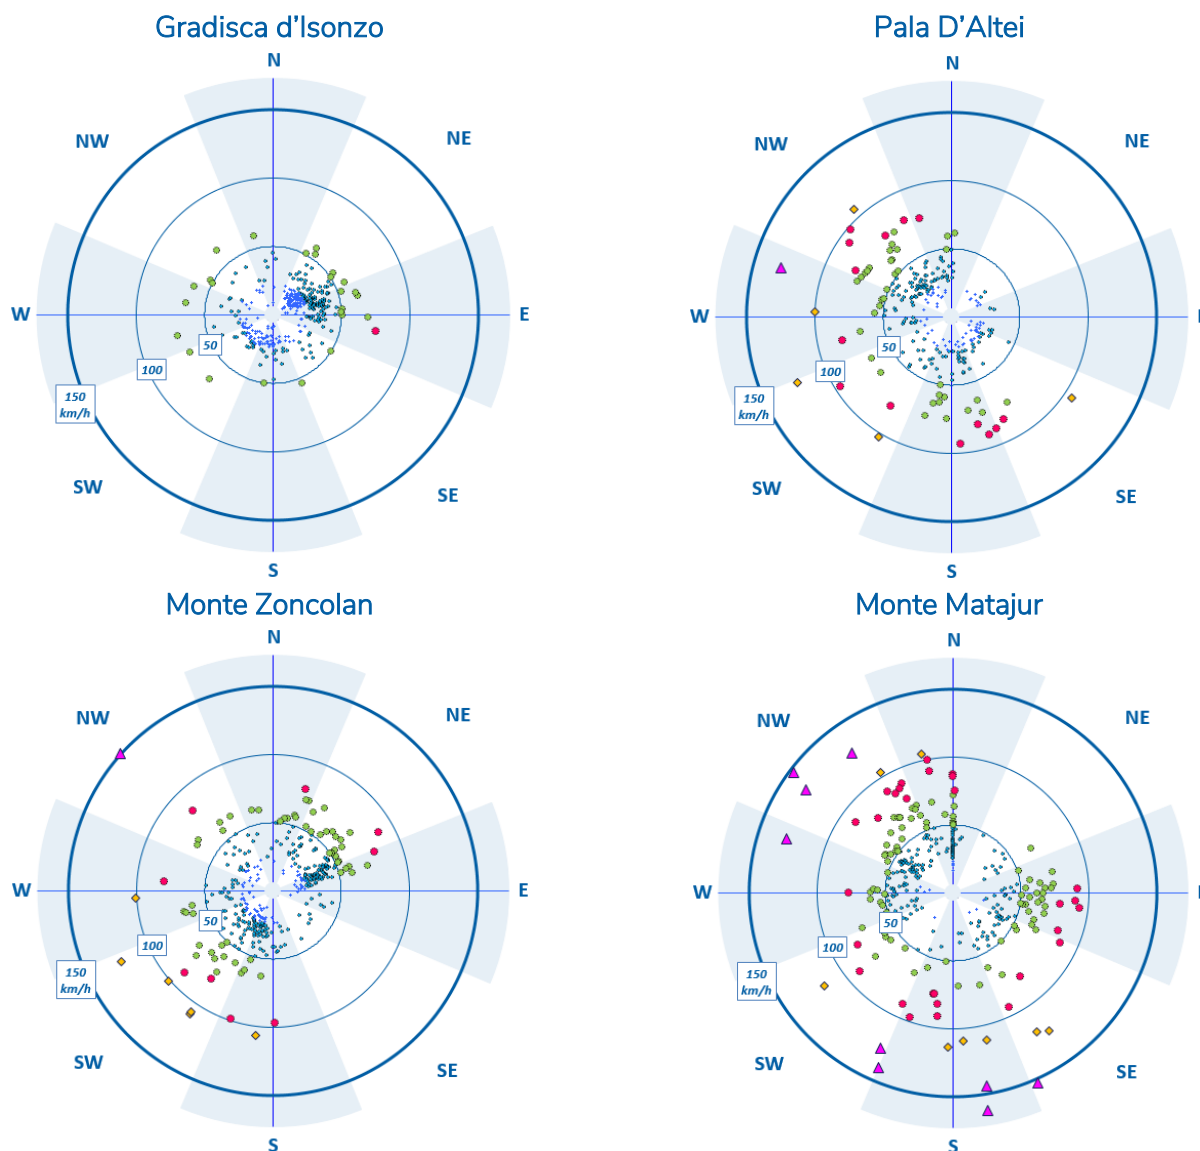 Gradisca d’Isonzo
N
NW
NE
W
E
50
100
150
km/h
SW
SE
S
Pala D’Altei
N
NW
NE
W
50
100
150
km/h
SW
SE
S
Monte Zoncolan
N
NW
NE
W
E
50
100
150
km/h
SW
SE
S
Monte Matajur
N
NW
NE
W
50
100
150
km/h
SW
SE
S